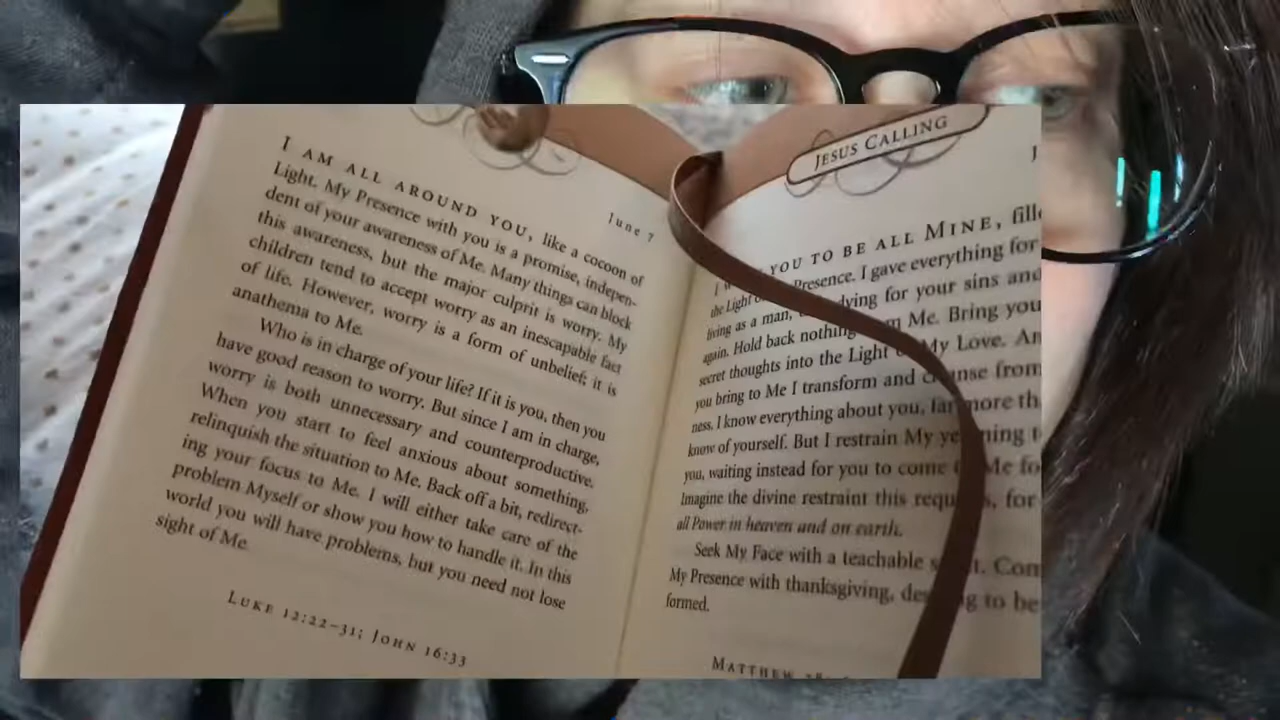 June 7
I AM ALL AROUND YOU, like a cocoon of
Light. My Presence with you is a promise, indepen-
dent of your awareness of Me. Many things can block
this awareness, but the major culprit is worry. My
children tend to accept worry as an inescapable fact
of life. However, worry is a form of unbelief; it is
anathema to Me.
Who is in charge of your life? If it is you, then you
have good reason to worry. But since I am in charge,
worry is both unnecessary and counterproductive.
When you start to feel anxious about something,
relinquish the situation to Me. Back off a bit, redirect-
ing your focus to Me. I will either take care of the
problem Myself or show you how to handle it. In this
world you will have problems, but you need not lose
sight of Me.
LUKE 12:22–31; JOHN 16:33
JESUS CALLING
I YOU TO BE ALL MINE,
the Light Presence. I gave everything for
living as a man, dying for your sins and
again. Hold back nothing Me. Bring you
secret thoughts into the Light My Love.
you bring to Me I transform and from
ness. I know everything about you, far more
know of yourself. But I restrain My
you, waiting instead for you to come Me
Imagine the divine restraint this for
all Power in heaven and on earth.
Seek My Face with a teachable
My Presence with thanksgiving, to be
formed.
MATTHEW